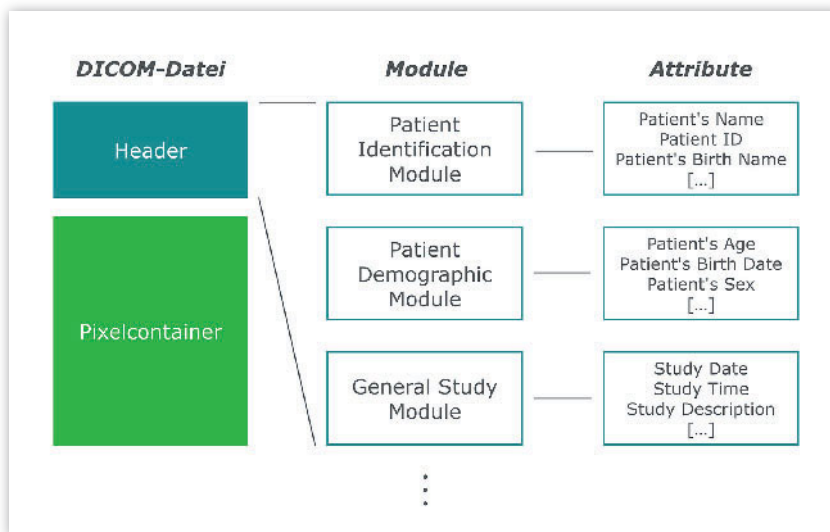 DICOM-Datei
Module
Attribute
Header
Patient
Identification
Module
Patient's Name
Patient ID
Patient's Birth Name
[...]
Pixelcontainer
Patient
Demographic
Module
Patient's Age
Patient's Birth Date
Patient's Sex
[...]
General Study
Module
Study Date
Study Time
Study Description
[...]